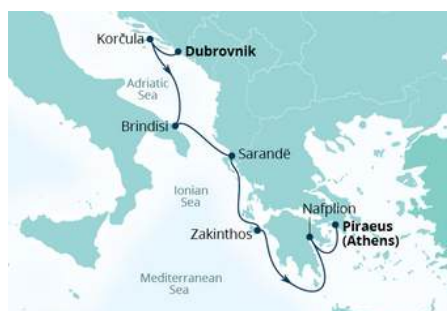 Korčula
Dubrovnik
Adriatic
Sea
Brindisi
Sarandë
Ionian
Sea
Nafplion
Piraeus
(Athens)
Zakinthos
Mediterranean
Sea